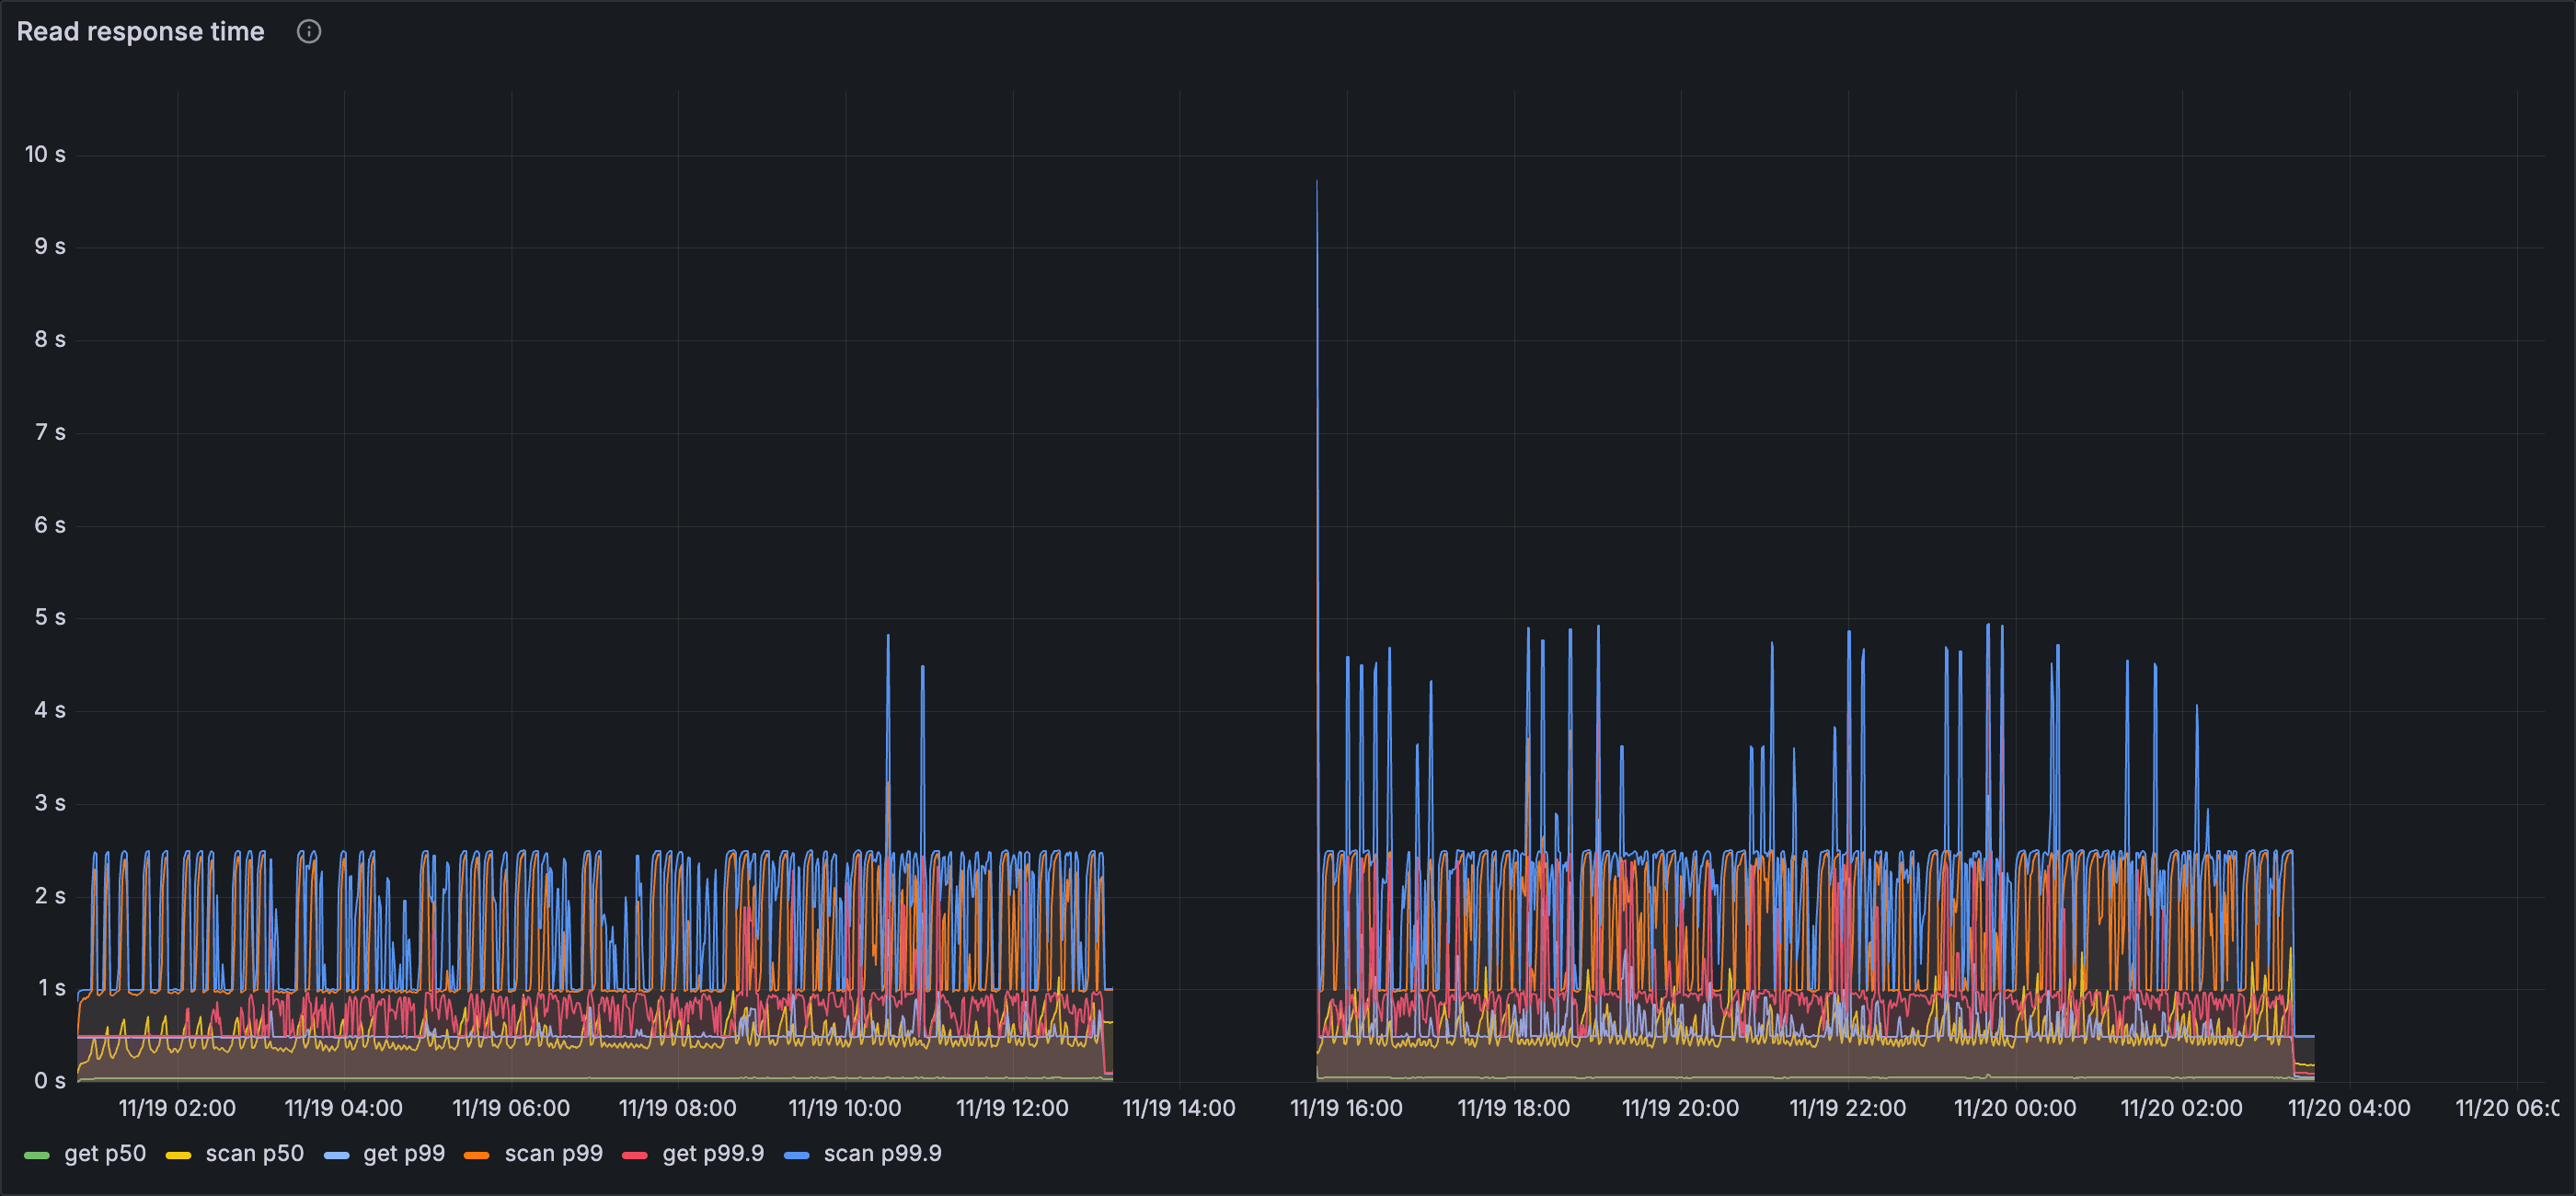 Read response time
10 s
9 s
8 s
7 s
6 s
5 s
4 s
3 s
2 s
1 s
0 s
11/19 02:00 11/19 04:00 11/19 06:00 11/19 08:00 11/19 10:00 11/19 12:00 11/19 14:00 11/19 16:00 11/19 18:00 11/19 20:00 11/19 22:00 11/20 00:00 11/20 02:00 11/20 04:00 11/20 06:0
get p50 scan p50 get p99 scan p99 get p99.9 scan p99.9